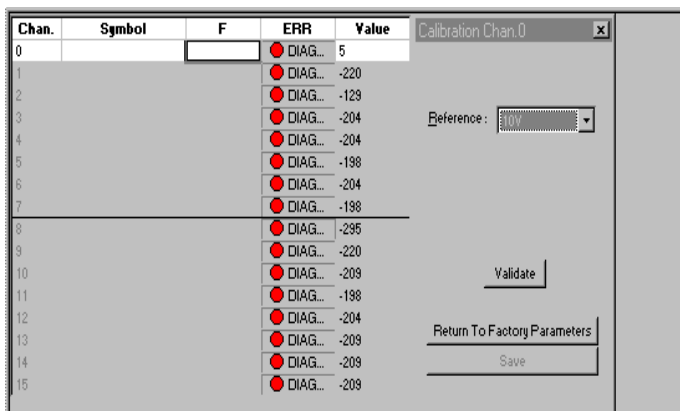 Chan. Symbol F ERR Value
0 DIAG... 5
1 DIAG... -220
2 DIAG... -129
3 DIAG... -204
4 DIAG... -204
5 DIAG... -198
6 DIAG... -204
7 DIAG... -198
8 DIAG... -295
9 DIAG... -220
10 DIAG... -209
11 DIAG... -198
12 DIAG... -204
13 DIAG... -209
14 DIAG... -209
15 DIAG... -209
Calibration Chan.0 x
Reference : 10V
Validate
Return To Factory Parameters
Save